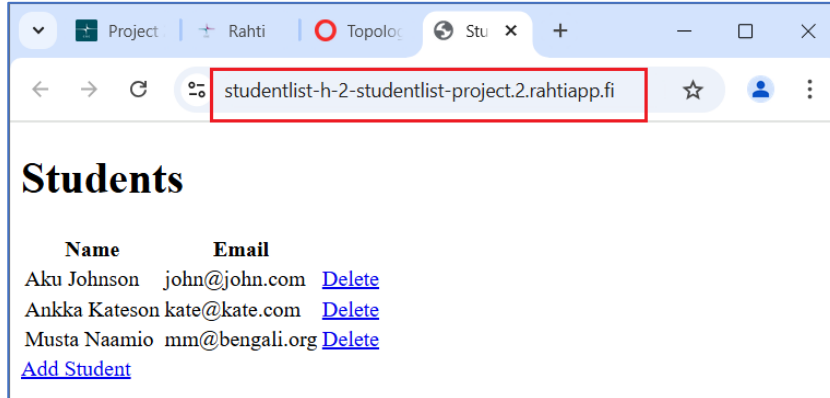 Project Rahti Topolog Stu
studentlist-h-2-studentlist-project.2.rahtiapp.fi
Students
Name Email
Aku Johnson john@john.com Delete
Ankka Kateson kate@kate.com Delete
Musta Naamio mm@bengali.org Delete
Add Student